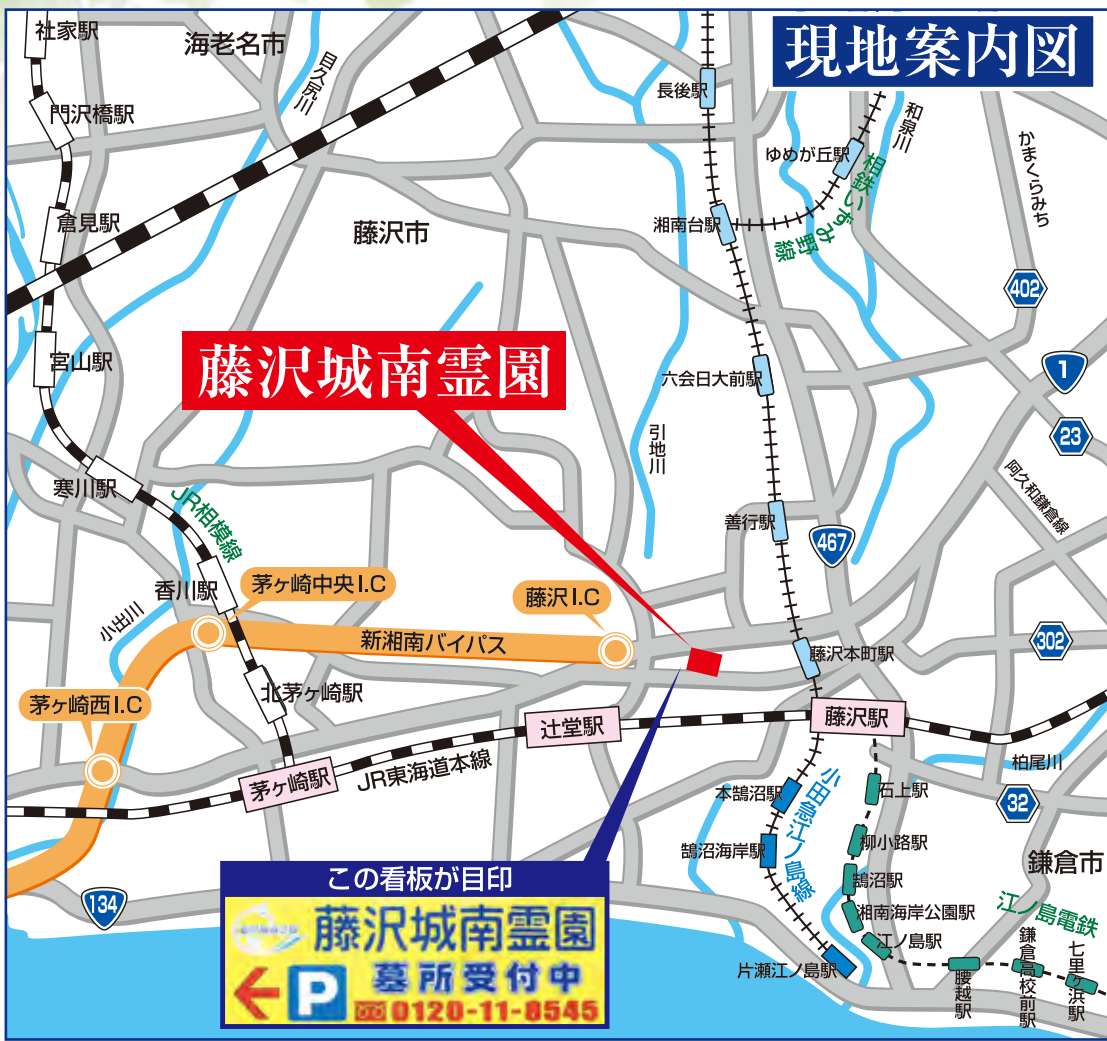 現地案内図
社家駅
海老名市
目久尻川
門沢橋駅
長後駅
和泉川
ゆめが丘駅
かまくらみち
相鉄いずみ野線
倉見駅
藤沢市
湘南台駅
402
宮山駅
藤沢城南霊園
六会日大前駅
1
23
引地川
阿久和鎌倉線
寒川駅
JR相模線
善行駅
467
香川駅
茅ヶ崎中央I.C
藤沢I.C
小出川
新湘南バイパス
302
藤沢本町駅
北茅ヶ崎駅
茅ヶ崎西I.C
辻堂駅
藤沢駅
茅ヶ崎駅
JR東海道本線
柏尾川
本鵠沼駅
小田急江ノ島線
石上駅
32
鵠沼海岸駅
柳小路駅
鎌倉市
この看板が目印
鵠沼駅
134
湘南海岸公園駅
江ノ島電鉄
藤沢城南霊園
江ノ島駅
片瀬江ノ島駅
腰越駅
鎌倉高校前駅
七里ヶ浜駅
P
墓所受付中
0120-11-8545